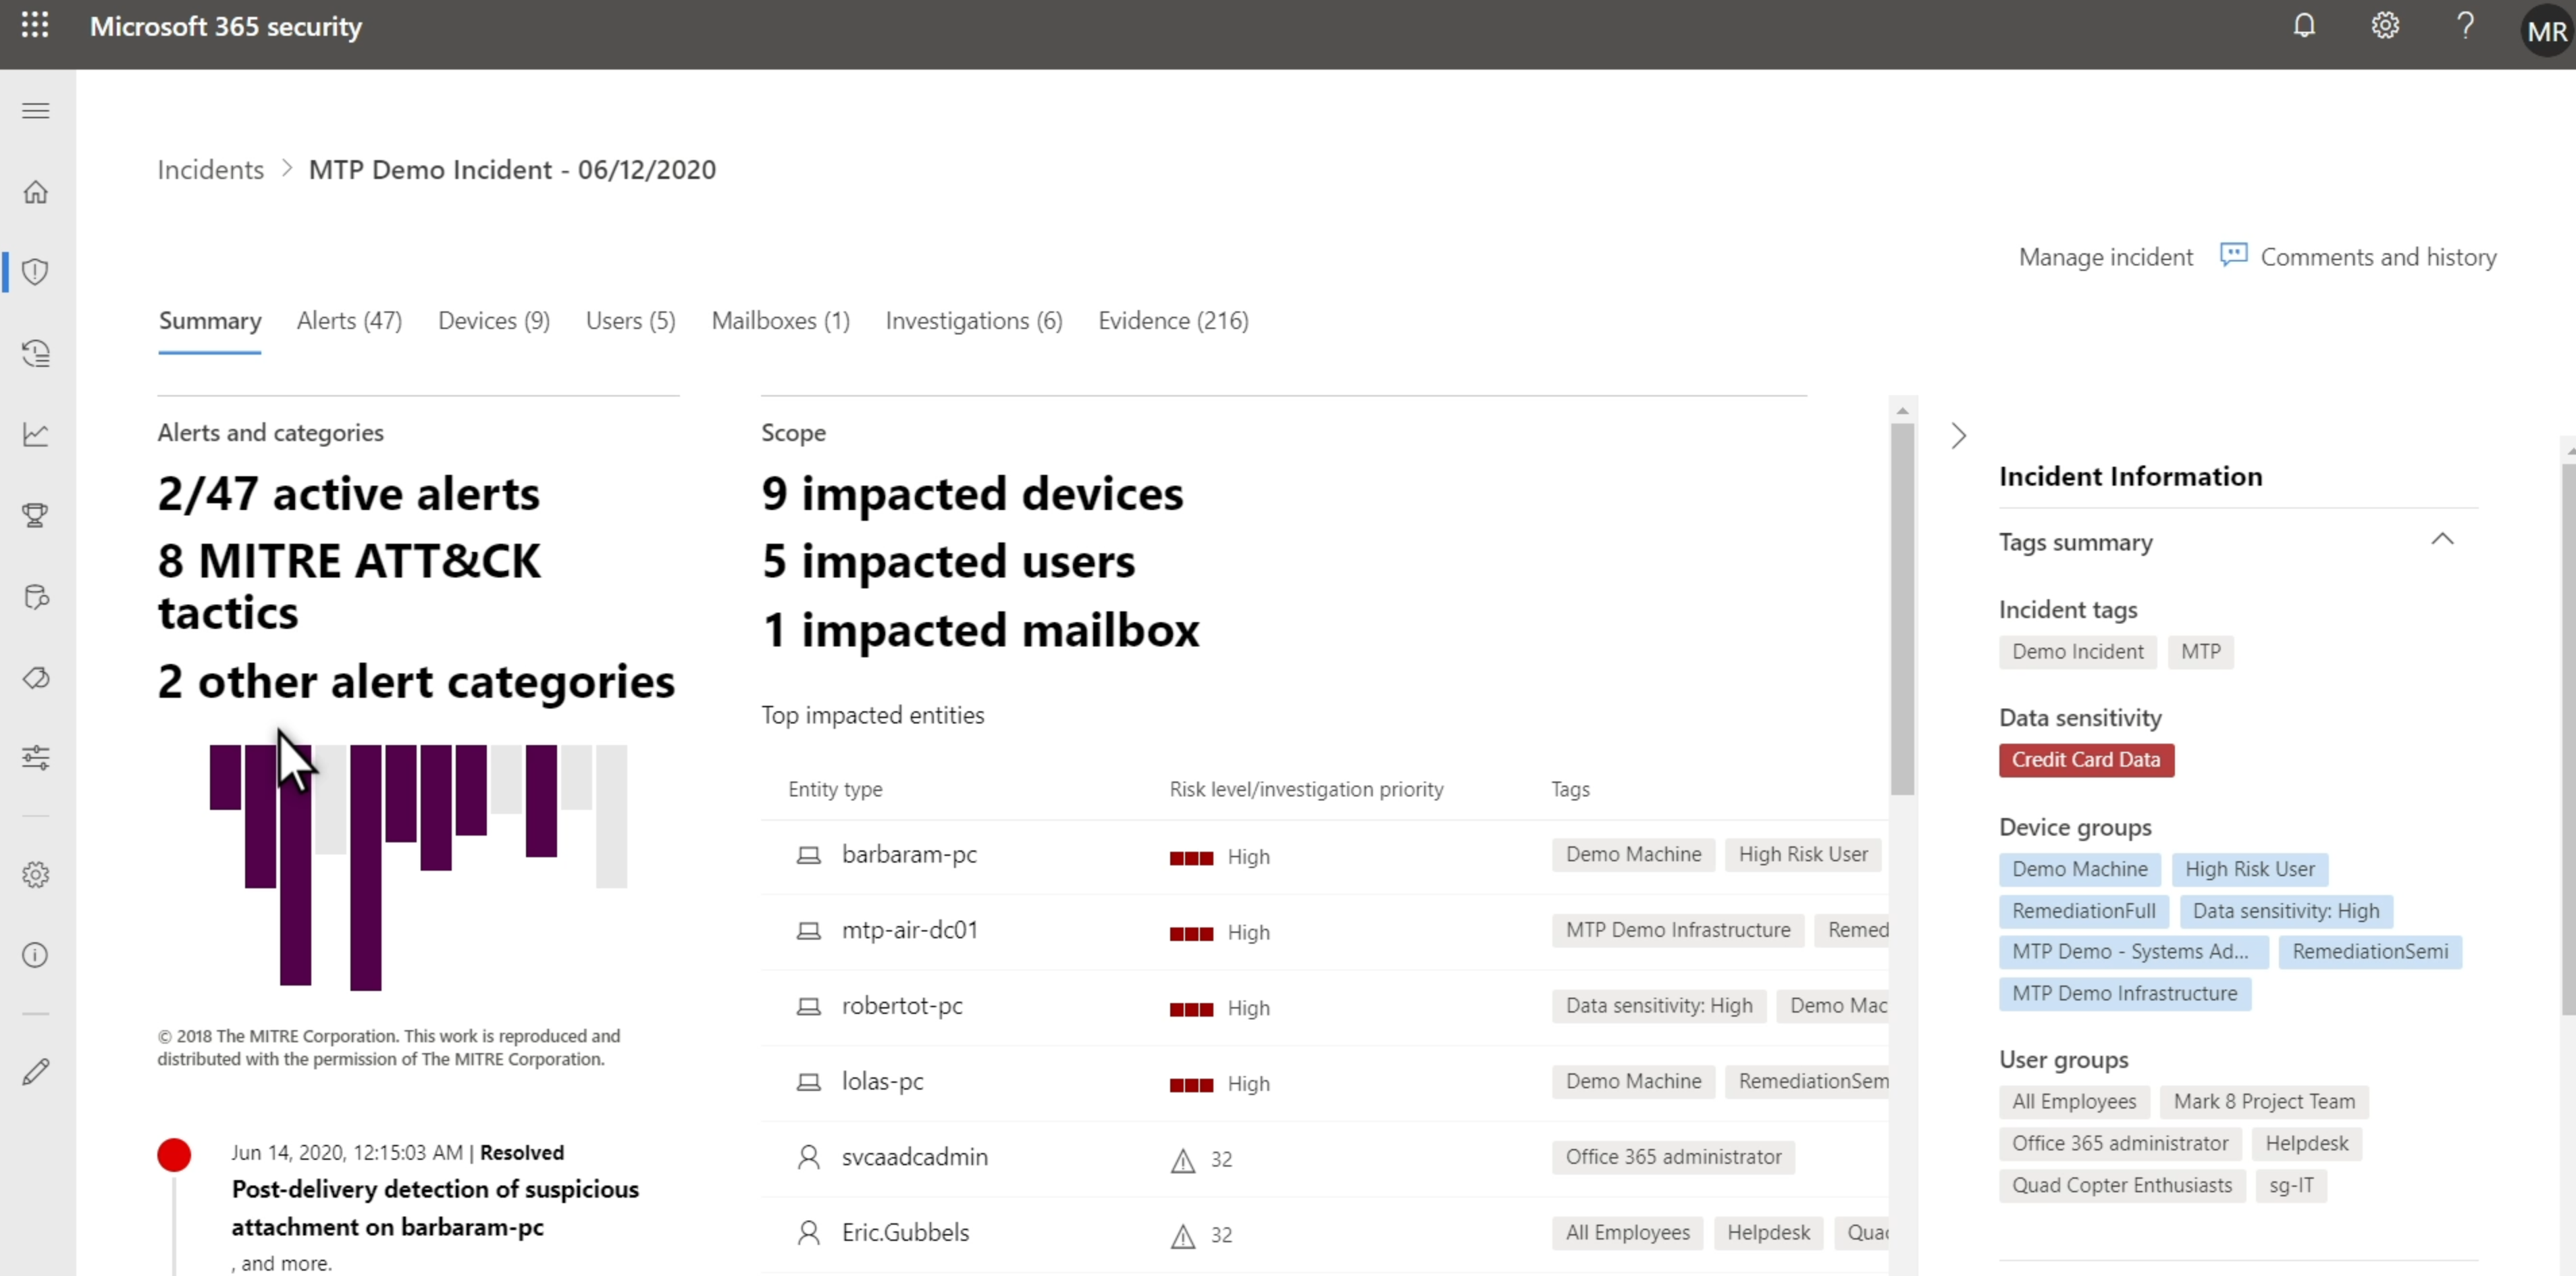 Microsoft 365 security
MR
Incidents > MTP Demo Incident - 06/12/2020
Manage incident
Comments and history
Summary
Alerts (47)
Devices (9)
Users (5)
Mailboxes (1)
Investigations (6)
Evidence (216)
Alerts and categories
2/47 active alerts
8 MITRE ATT&CK
tactics
2 other alert categories
© 2018 The MITRE Corporation. This work is reproduced and
distributed with the permission of The MITRE Corporation.
Jun 14, 2020, 12:15:03 AM | Resolved
Post-delivery detection of suspicious
attachment on barbaram-pc
, and more.
Scope
9 impacted devices
5 impacted users
1 impacted mailbox
Top impacted entities
Entity type Risk level/investigation priority Tags
barbaram-pc High Demo Machine High Risk User
mtp-air-dc01 High MTP Demo Infrastructure Remed
robertot-pc High Data sensitivity: High Demo Mac
lolas-pc High Demo Machine RemediationSem
svcaadcadmin 32 Office 365 administrator
Eric.Gubbels 32 All Employees Helpdesk Quad
Incident Information
Tags summary
Incident tags
Demo Incident MTP
Data sensitivity
Credit Card Data
Device groups
Demo Machine High Risk User
RemediationFull Data sensitivity: High
MTP Demo - Systems Ad... RemediationSemi
MTP Demo Infrastructure
User groups
All Employees Mark 8 Project Team
Office 365 administrator Helpdesk
Quad Copter Enthusiasts sg-IT